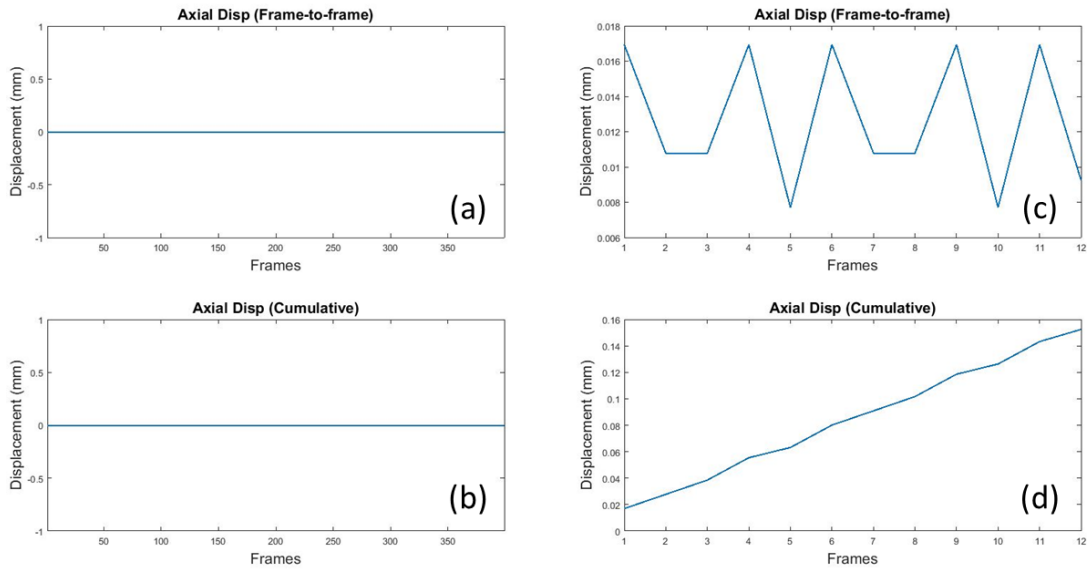 Axial Disp (Frame-to-frame)
1
0.5
0
-0.5
-1
Displacement (mm)
50 100 150 200 250 300 350
Frames
(a)
Axial Disp (Cumulative)
1
0.5
0
-0.5
-1
Displacement (mm)
50 100 150 200 250 300 350
Frames
(b)
Axial Disp (Frame-to-frame)
0.018
0.016
0.014
0.012
0.01
0.008
0.006
Displacement (mm)
1 2 3 4 5 6 7 8 9 10 11 12
Frames
(c)
Axial Disp (Cumulative)
0.16
0.14
0.12
0.1
0.08
0.06
0.04
0.02
0
Displacement (mm)
1 2 3 4 5 6 7 8 9 10 11 12
Frames
(d)